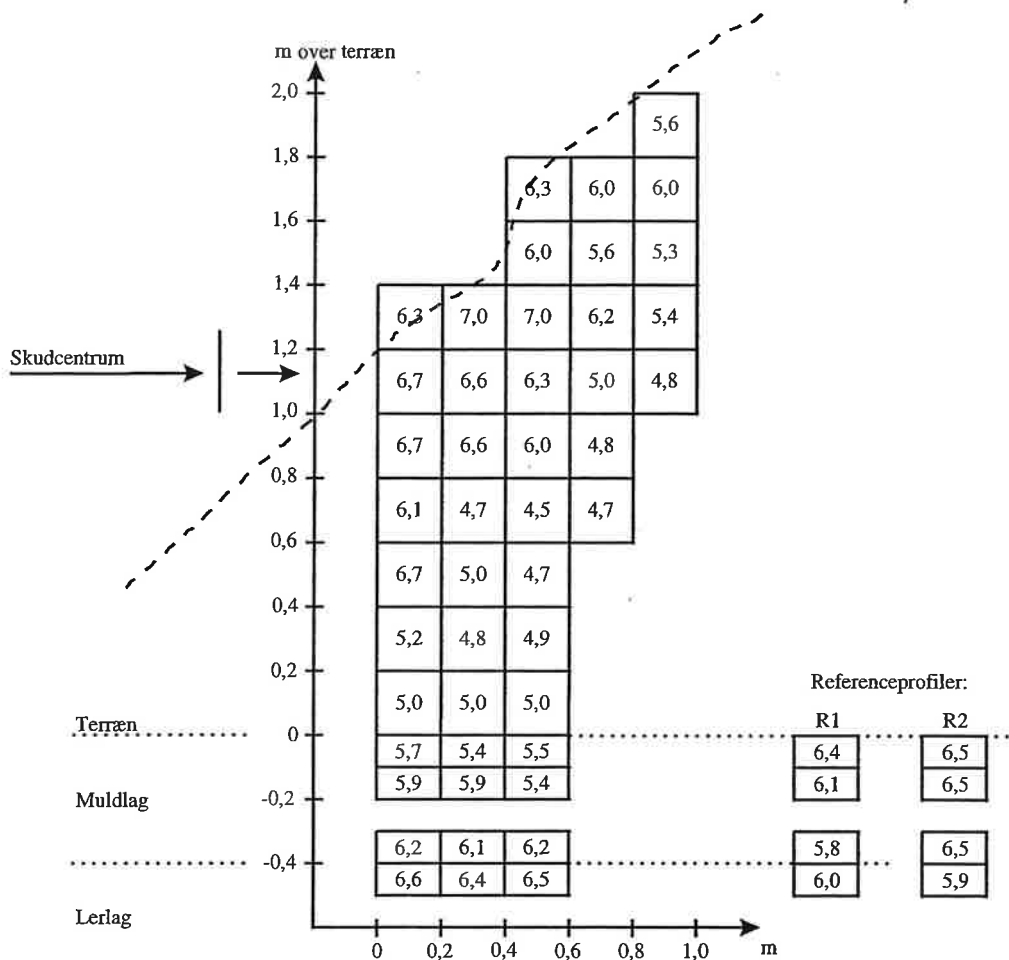 m over terræn
2,0
5,6
1,8
6,3 6,0 6,0
1,6
6,0 5,6 5,3
1,4
6,3 7,0 7,0 6,2 5,4
1,2
Skudcentrum
6,7 6,6 6,3 5,0 4,8
1,0
6,7 6,6 6,0 4,8
0,8
6,1 4,7 4,5 4,7
0,6
6,7 5,0 4,7
0,4
5,2 4,8 4,9
0,2
Referenceprofiler:
5,0 5,0 5,0
R1 R2
Terræn
0
5,7 5,4 5,5 6,4 6,5
5,9 5,9 5,4 6,1 6,5
Muldlag
-0,2
6,2 6,1 6,2 5,8 6,5
-0,4
6,6 6,4 6,5 6,0 5,9
Lerlag
0 0,2 0,4 0,6 0,8 1,0 m